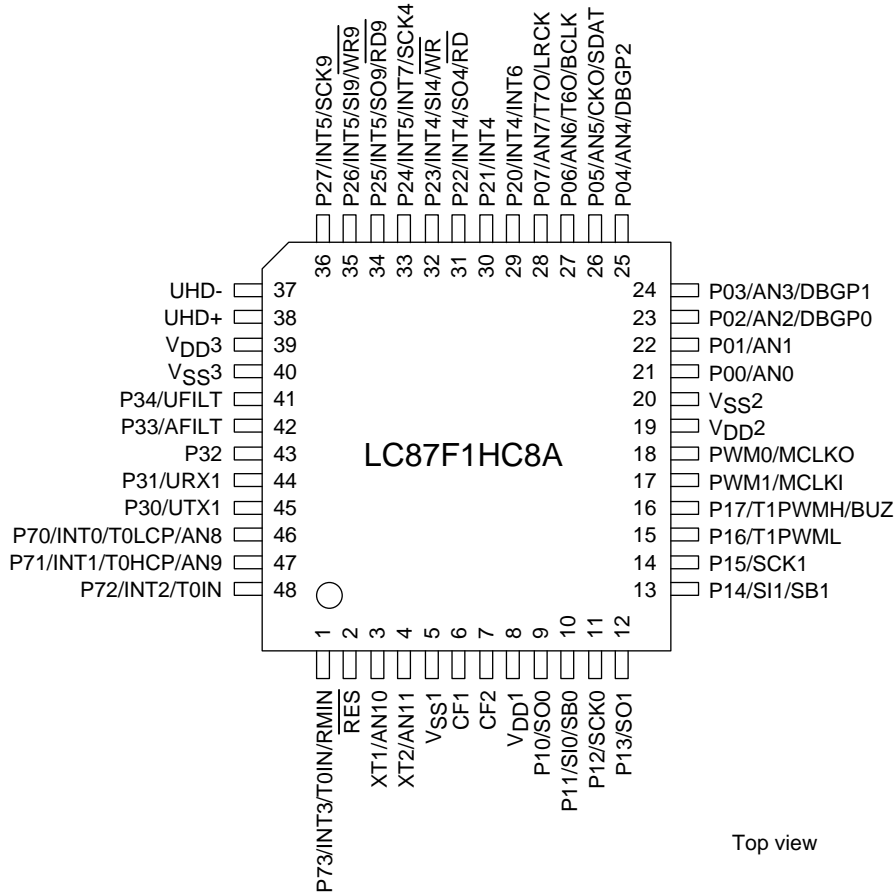 P27/INT5/SCK9
P26/INT5/SI9/WR9
P25/INT5/SO9/RD9
P24/INT5/INT7/SCK4
P23/INT4/SI4/WR
P22/INT4/SO4/RD
P21/INT4
P20/INT4/INT6
P07/AN7/T7O/LRCK
P06/AN6/T6O/BCLK
P05/AN5/CKO/SDAT
P04/AN4/DBGP2
36 35 34 33 32 31 30 29 28 27 26 25
UHD- 37
UHD+ 38
VDD3 39
VSS3 40
P34/UFILT 41
P33/AFILT 42
P32 43
P31/URX1 44
P30/UTX1 45
P70/INT0/T0LCP/AN8 46
P71/INT1/T0HCP/AN9 47
P72/INT2/T0IN 48
LC87F1HC8A
24 P03/AN3/DBGP1
23 P02/AN2/DBGP0
22 P01/AN1
21 P00/AN0
20 VSS2
19 VDD2
18 PWM0/MCLKO
17 PWM1/MCLKI
16 P17/T1PWMH/BUZ
15 P16/T1PWML
14 P15/SCK1
13 P14/SI1/SB1
1 2 3 4 5 6 7 8 9 10 11 12
P73/INT3/T0IN/RMIN
RES
XT1/AN10
XT2/AN11
VSS1
CF1
CF2
VDD1
P10/SO0
P11/SI0/SB0
P12/SCK0
P13/SO1
Top view